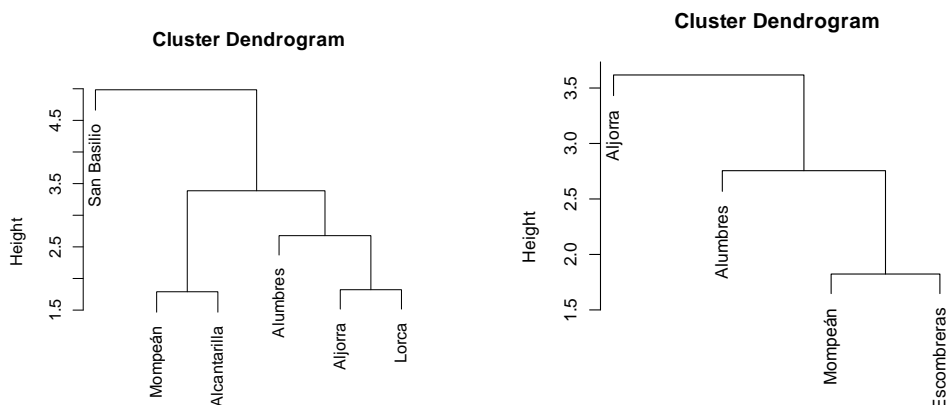 Cluster Dendrogram
Height
1.5
2.5
3.5
4.5
San Basilio
Mompeán
Alcantarilla
Alumbres
Aljorra
Lorca
Cluster Dendrogram
Height
1.5
2.0
2.5
3.0
3.5
Aljorra
Alumbres
Mompeán
Escombreras